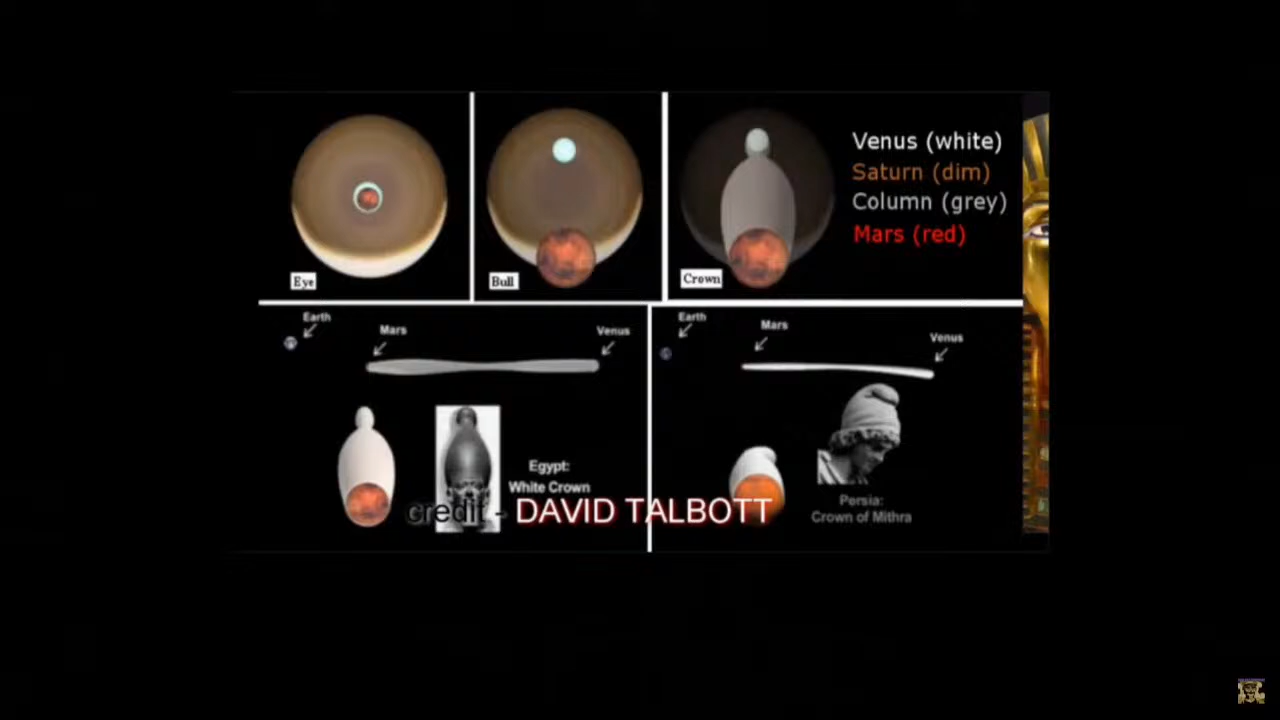 Venus (white)
Saturn (dim)
Column (grey)
Mars (red)
Eye
Bull
Crown
Earth
Mars
Venus
Egypt:
White Crown
Earth
Mars
Venus
Persia:
Crown of Mithra
credit - DAVID TALBOTT